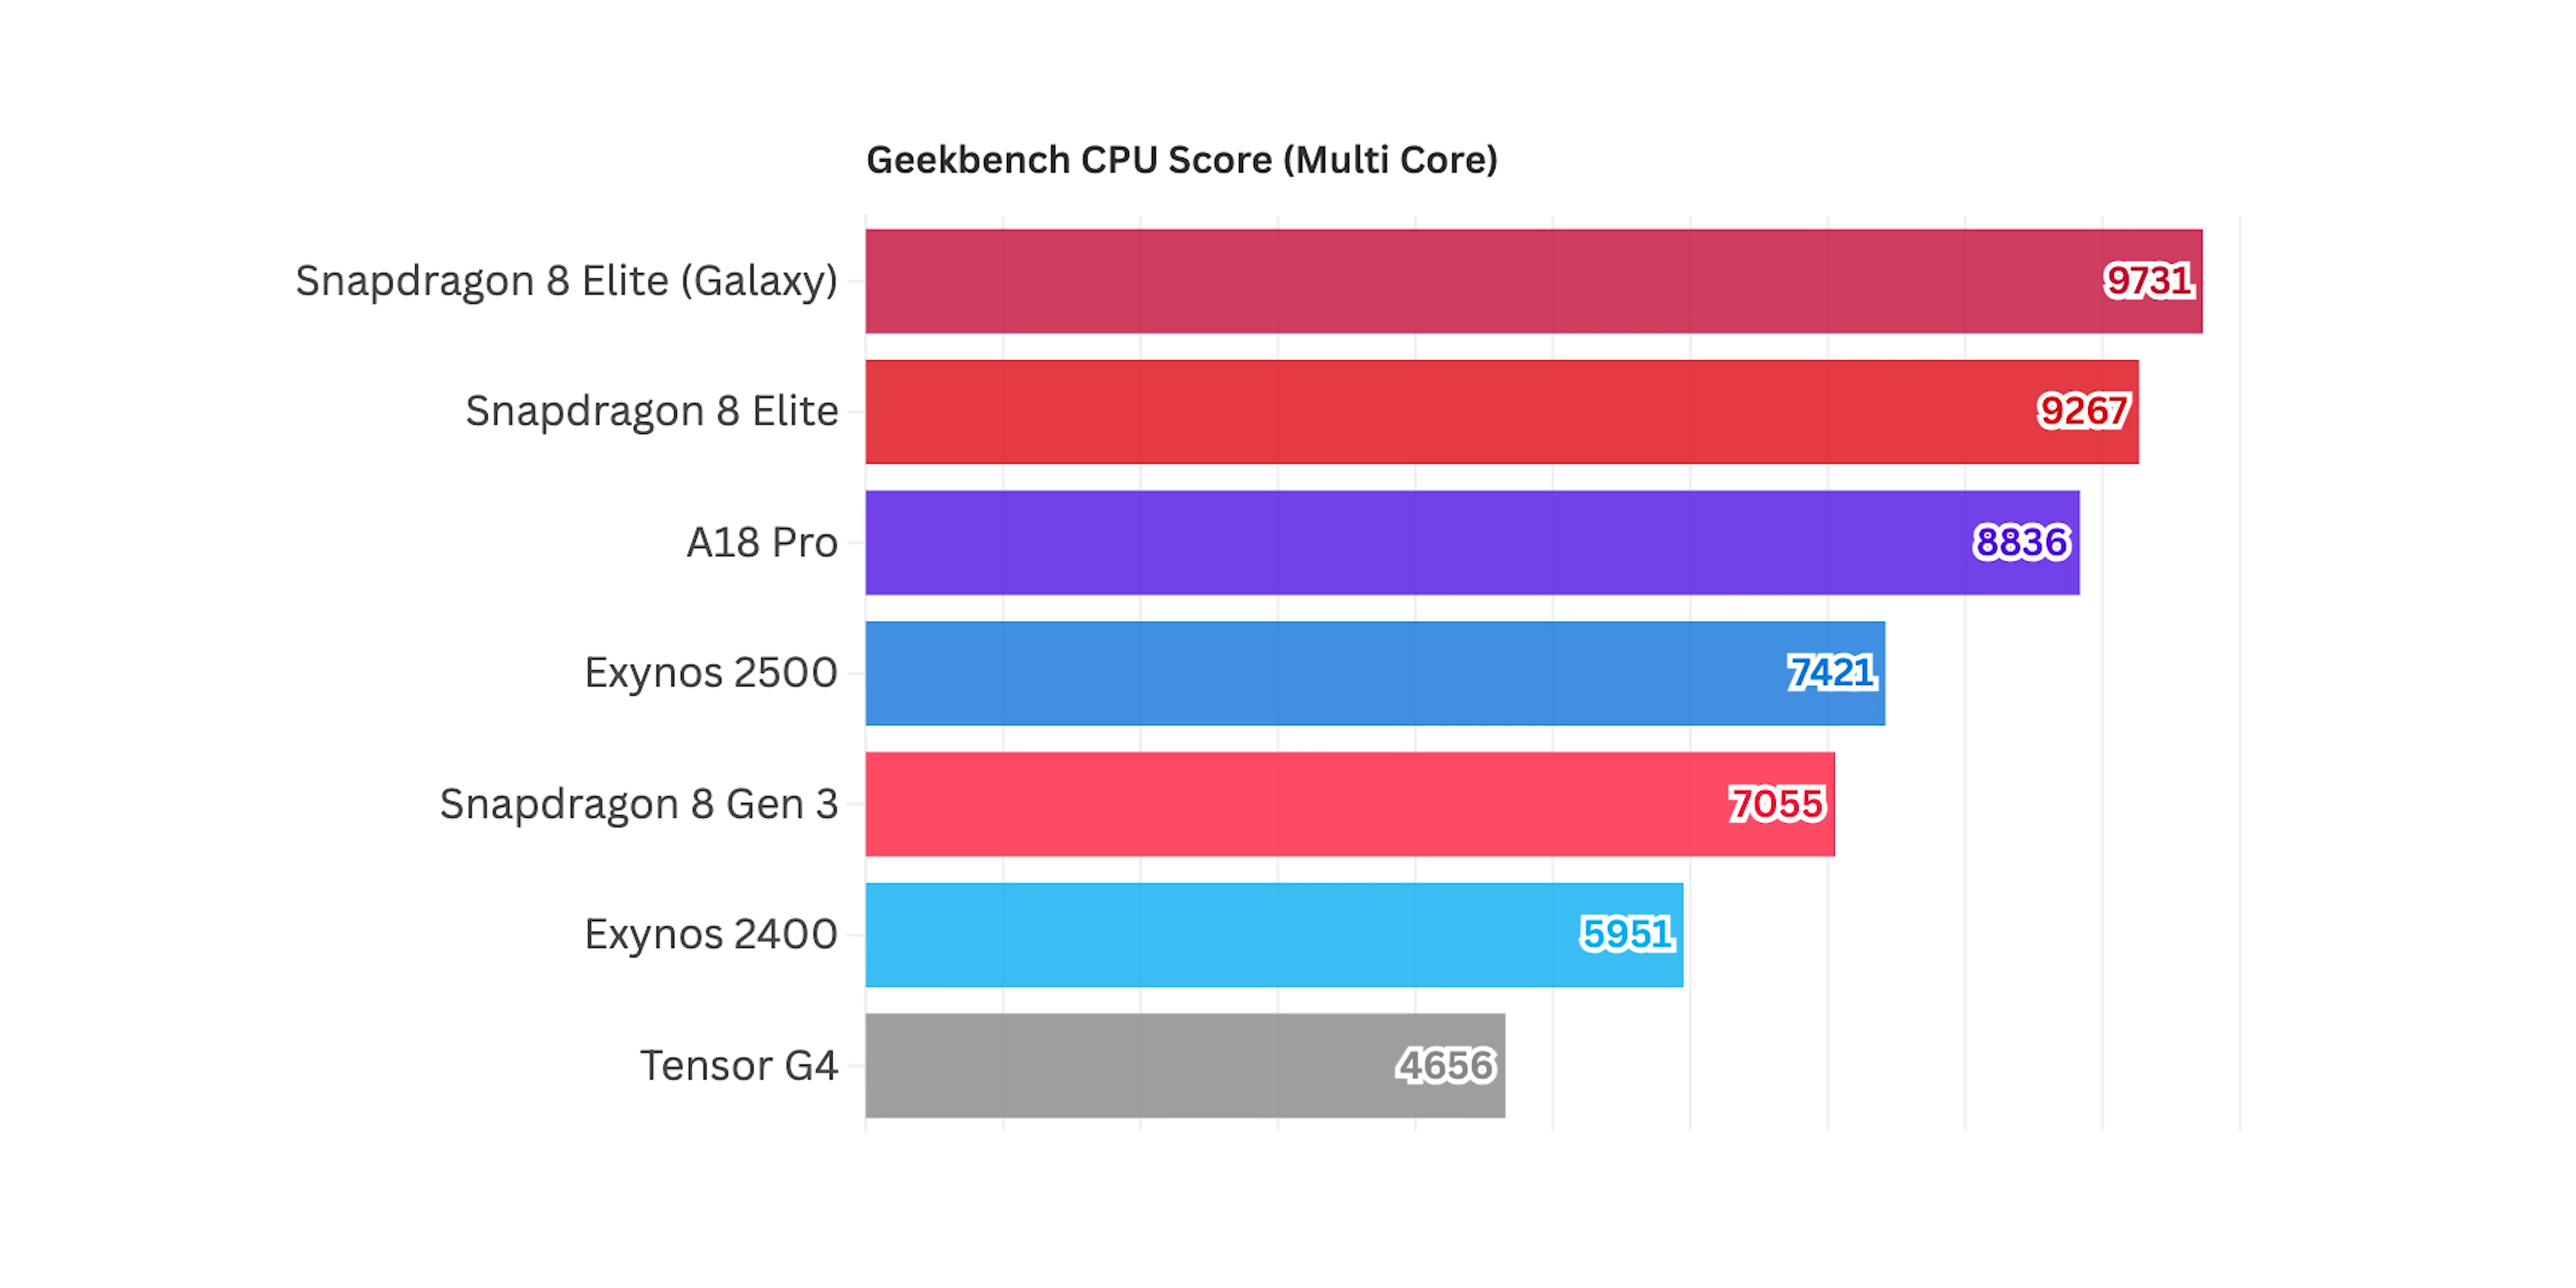 Geekbench CPU Score (Multi Core)
Snapdragon 8 Elite (Galaxy) 9731
Snapdragon 8 Elite 9267
A18 Pro 8836
Exynos 2500 7421
Snapdragon 8 Gen 3 7055
Exynos 2400 5951
Tensor G4 4656